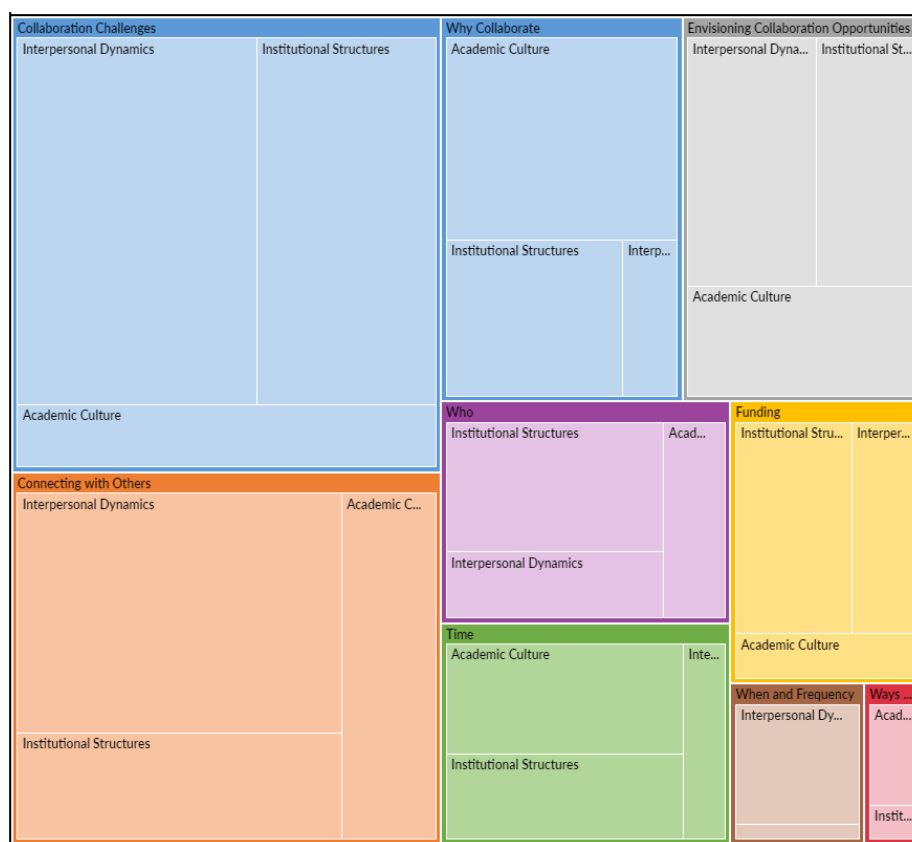 Collaboration Challenges
Interpersonal Dynamics
Institutional Structures
Academic Culture
Why Collaborate
Academic Culture
Institutional Structures
Interp...
Envisioning Collaboration Opportunities
Interpersonal Dyna...
Institutional St...
Academic Culture
Connecting with Others
Interpersonal Dynamics
Academic C...
Institutional Structures
Who
Institutional Structures
Acad...
Interpersonal Dynamics
Funding
Institutional Stru...
Interper...
Academic Culture
Time
Academic Culture
Inte...
Institutional Structures
When and Frequency
Interpersonal Dy...
Ways ...
Acad...
Instit...